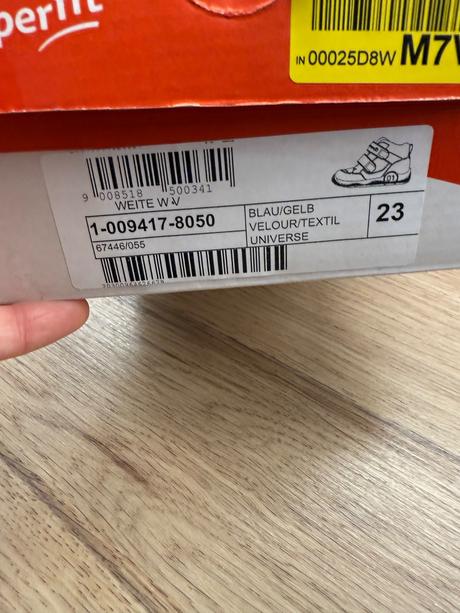 perfit
IN 00025D8W M7V
9 008518 500341
WEITE W V
1-009417-8050
67446/055
BLAU/GELB
VELOUR/TEXTIL
UNIVERSE
23